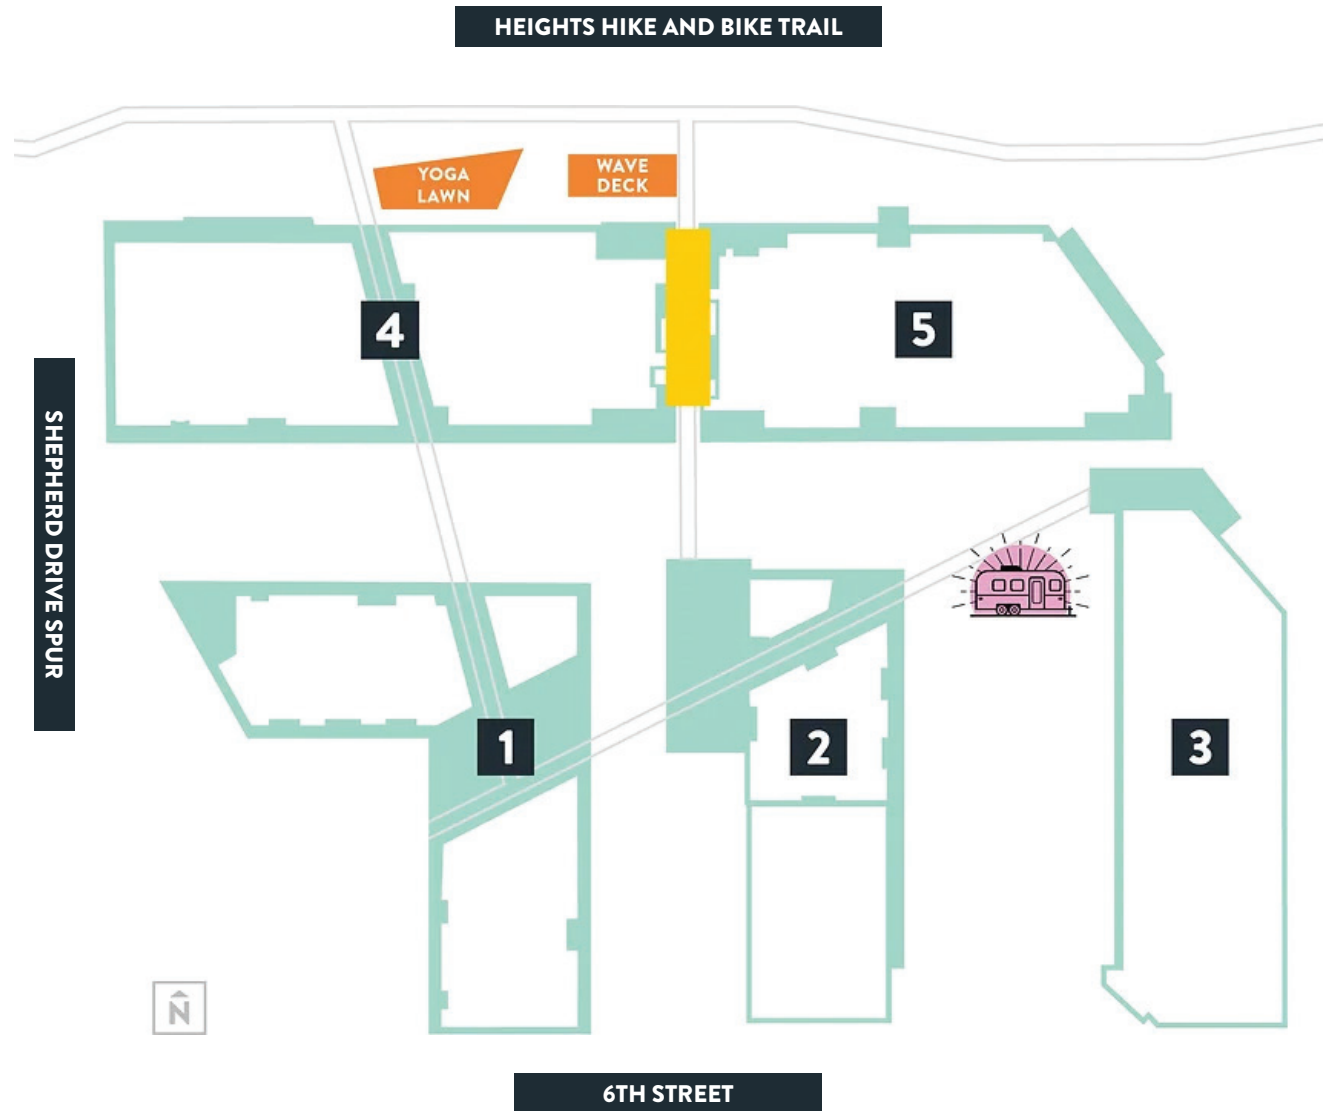 HEIGHTS HIKE AND BIKE TRAIL
YOGA
LAWN
WAVE
DECK
4
5
SHEPHERD DRIVE SPUR
1
2
3
N
6TH STREET